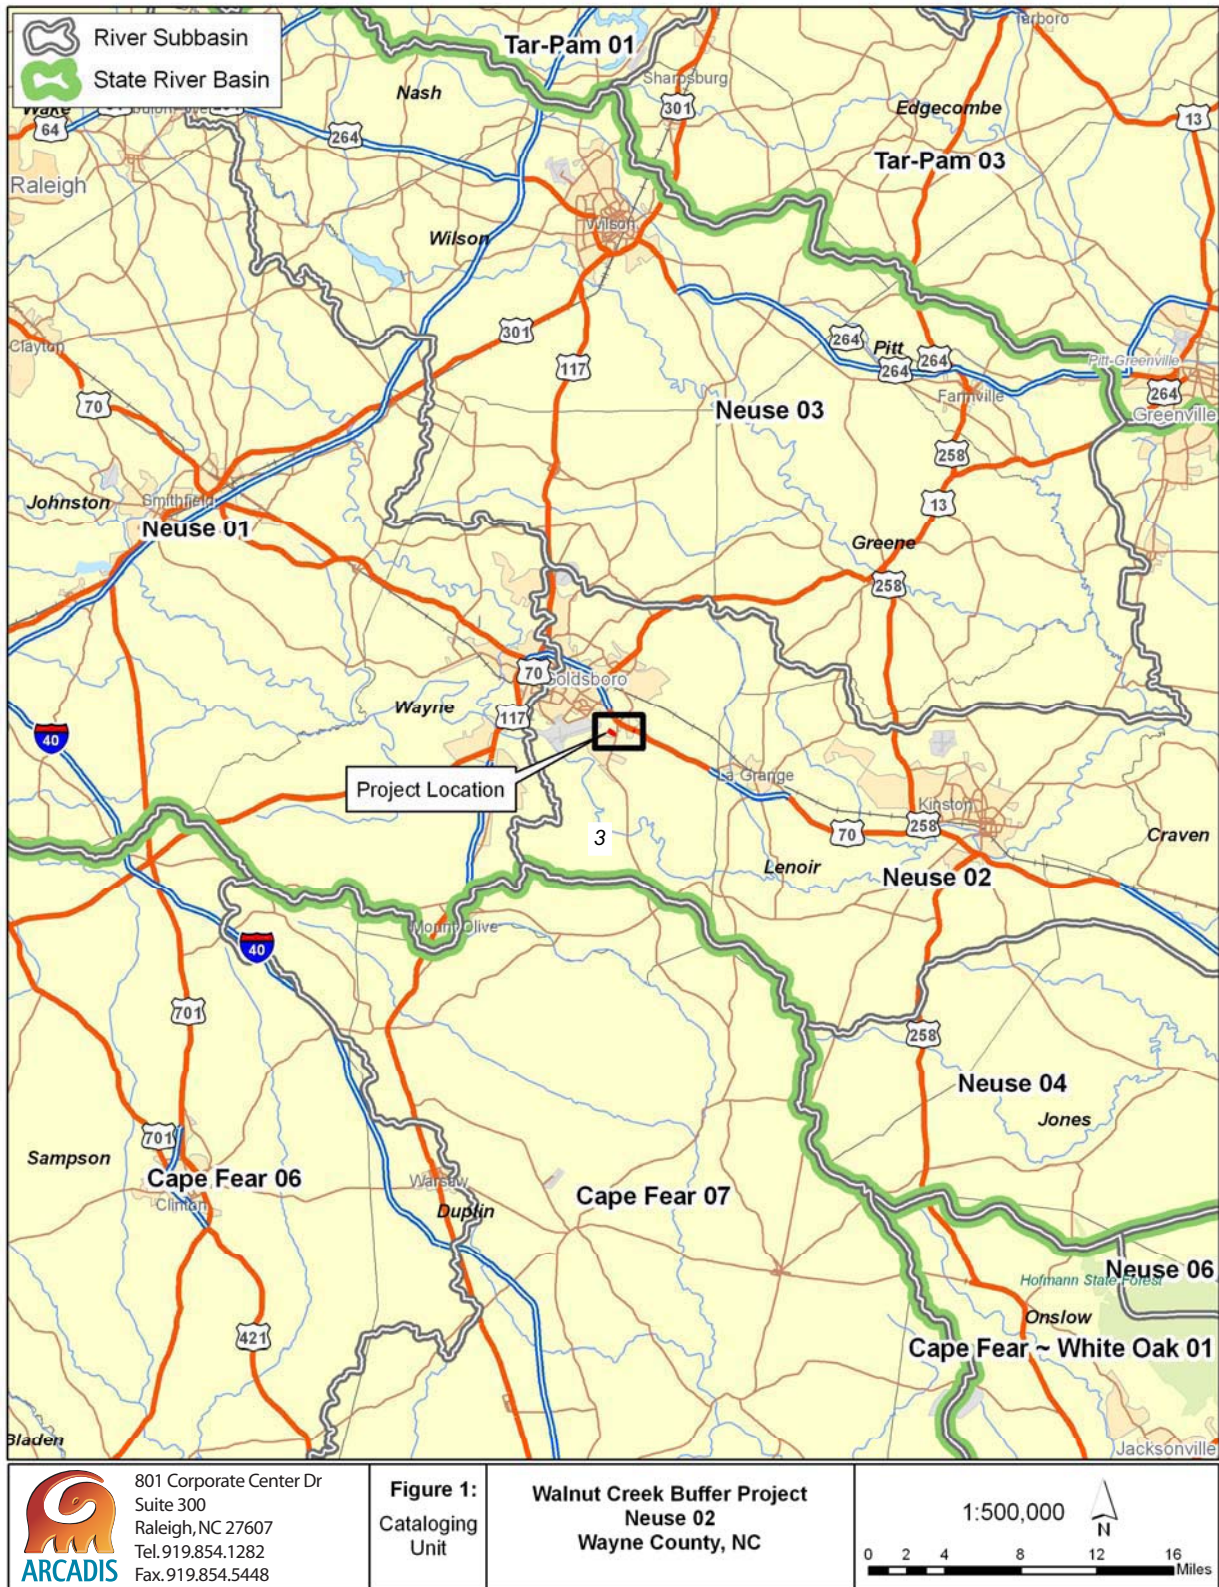 River Subbasin
State River Basin
Tar-Pam 01
Tarboro
Sharpsburg
Nash
Edgecombe
301
13
Wake
64
264
Tar-Pam 03
Raleigh
Wilson
Wilson
301
264
Pitt
264
264
Pitt-Greenville
Clayton
117
70
Farmville
264
Greenville
Neuse 03
258
Johnston
Smithfield
13
Neuse 01
Greene
258
70
Goldsboro
Wayne
117
40
La Grange
Project Location
Kinston
3
70
258
Craven
Lenoir
Neuse 02
Mount Olive
40
701
258
Neuse 04
Jones
701
Sampson
Cape Fear 06
Warsaw
Cape Fear 07
Clinton
Duplin
Neuse 06
Hofmann State Forest
Onslow
421
Cape Fear ~ White Oak 01
Bladen
Jacksonville
ARCADIS
801 Corporate Center Dr
Suite 300
Raleigh, NC 27607
Tel. 919.854.1282
Fax. 919.854.5448
Figure 1:
Cataloging
Unit
Walnut Creek Buffer Project
Neuse 02
Wayne County, NC
1:500,000
N
0 2 4 8 12 16
Miles